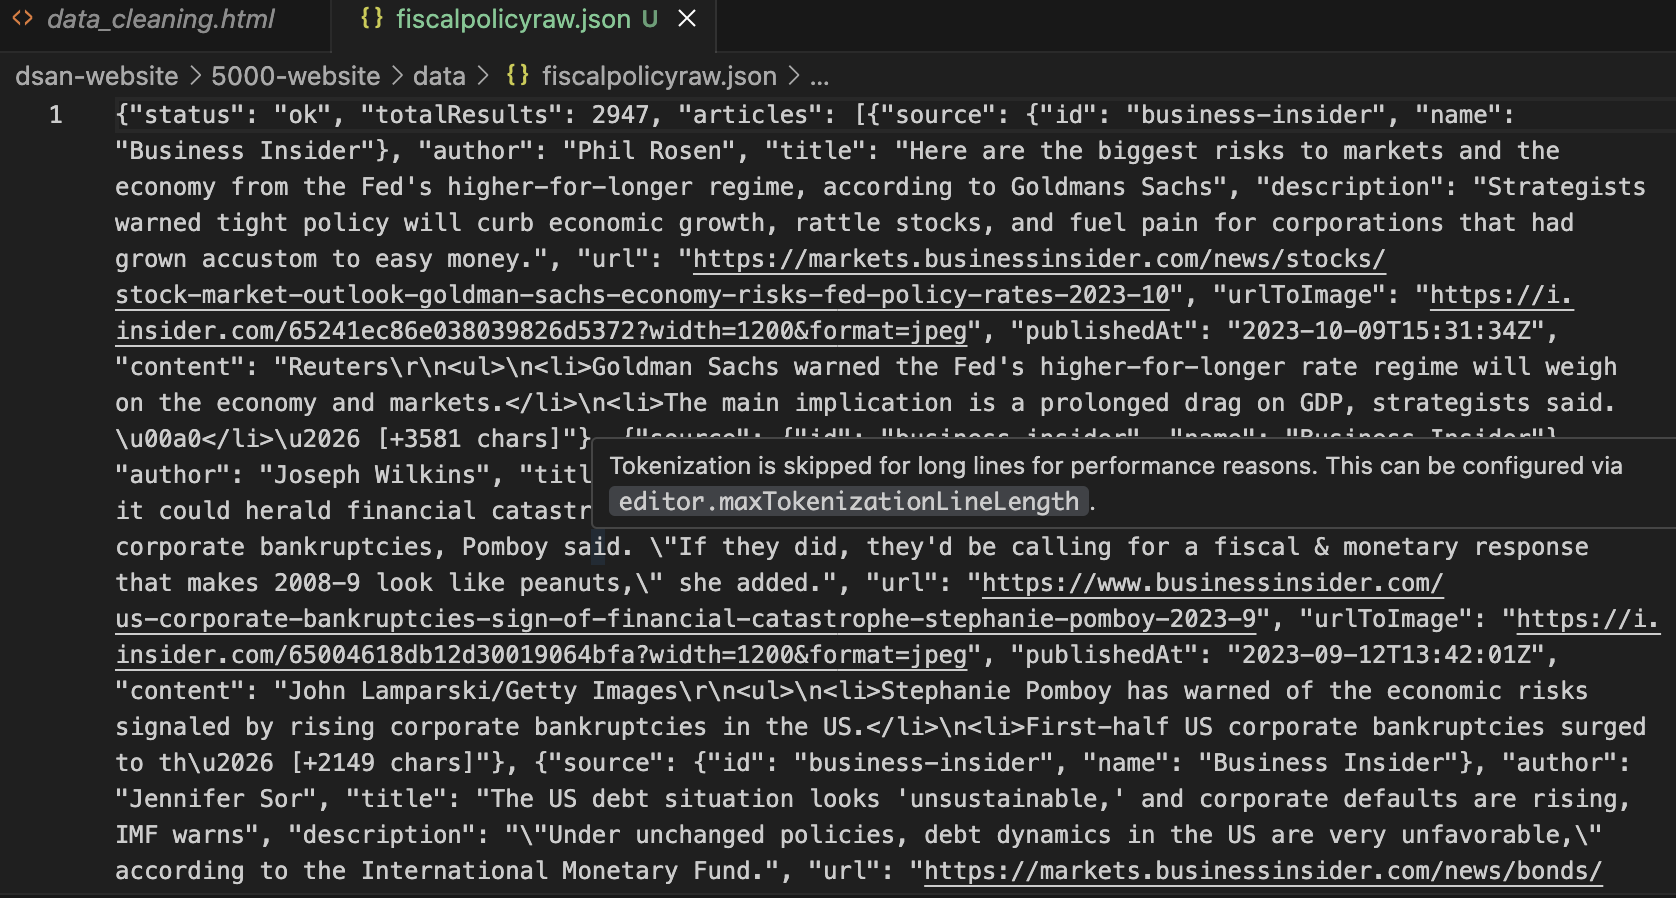 <> data_cleaning.html
{} fiscalpolicyraw.json U ×
dsan-website > 5000-website > data > {} fiscalpolicyraw.json > ...
1 {"status": "ok", "totalResults": 2947, "articles": [{"source": {"id": "business-insider", "name":
"Business Insider"}, "author": "Phil Rosen", "title": "Here are the biggest risks to markets and the
economy from the Fed's higher-for-longer regime, according to Goldmans Sachs", "description": "Strategists
warned tight policy will curb economic growth, rattle stocks, and fuel pain for corporations that had
grown accustom to easy money.", "url": "https://markets.businessinsider.com/news/stocks/
stock-market-outlook-goldman-sachs-economy-risks-fed-policy-rates-2023-10", "urlToImage": "https://i.
insider.com/65241ec86e038039826d5372?width=1200&format=jpeg", "publishedAt": "2023-10-09T15:31:34Z",
"content": "Reuters\r\n<ul>\n<li>Goldman Sachs warned the Fed's higher-for-longer rate regime will weigh
on the economy and markets.</li>\n<li>The main implication is a prolonged drag on GDP, strategists said.
\u00a0</li>\u2026 [+3581 chars]"}, {"source": {"id": "business-insider", "name": "Business Insider"},
"author": "Joseph Wilkins", "titl
Tokenization is skipped for long lines for performance reasons. This can be configured via
editor.maxTokenizationLineLength.
it could herald financial catastr
corporate bankruptcies, Pomboy said. \"If they did, they'd be calling for a fiscal & monetary response
that makes 2008-9 look like peanuts,\" she added.", "url": "https://www.businessinsider.com/
us-corporate-bankruptcies-sign-of-financial-catastrophe-stephanie-pomboy-2023-9", "urlToImage": "https://i.
insider.com/65004618db12d30019064bfa?width=1200&format=jpeg", "publishedAt": "2023-09-12T13:42:01Z",
"content": "John Lamparski/Getty Images\r\n<ul>\n<li>Stephanie Pomboy has warned of the economic risks
signaled by rising corporate bankruptcies in the US.</li>\n<li>First-half US corporate bankruptcies surged
to th\u2026 [+2149 chars]"}, {"source": {"id": "business-insider", "name": "Business Insider"}, "author":
"Jennifer Sor", "title": "The US debt situation looks 'unsustainable,' and corporate defaults are rising,
IMF warns", "description": "\"Under unchanged policies, debt dynamics in the US are very unfavorable,\"
according to the International Monetary Fund.", "url": "https://markets.businessinsider.com/news/bonds/